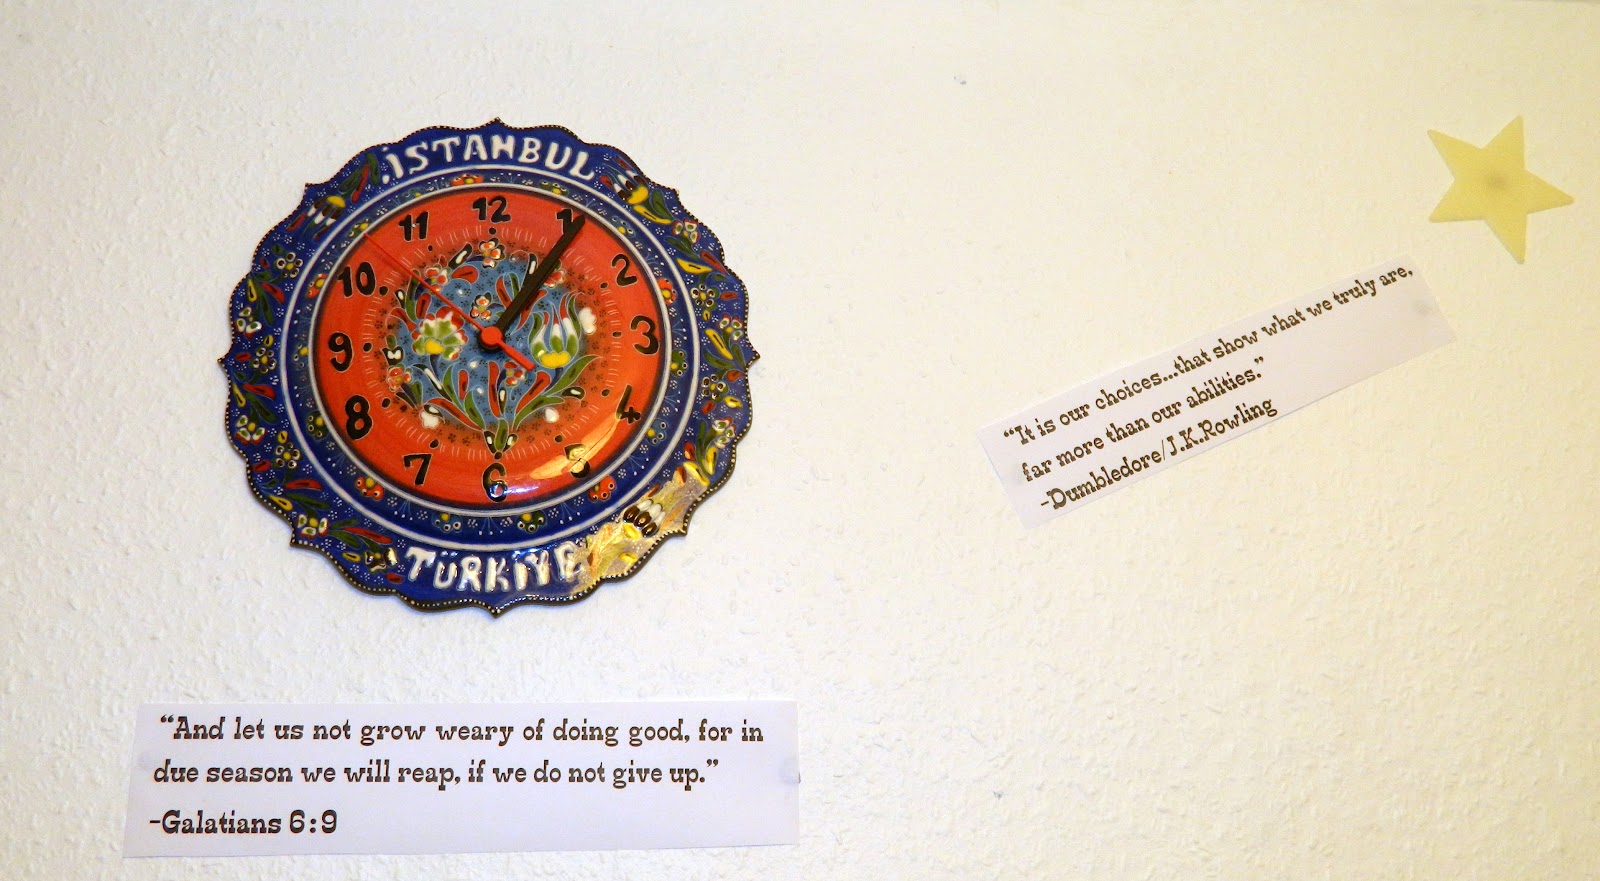 İSTANBUL
11 12 1
10 2
9 3
8 4
7 6 5
TÜRKİYE
“It is our choices...that show what we truly are,
far more than our abilities.”
-Dumbledore/J.K.Rowling
“And let us not grow weary of doing good, for in
due season we will reap, if we do not give up.”
-Galatians 6:9